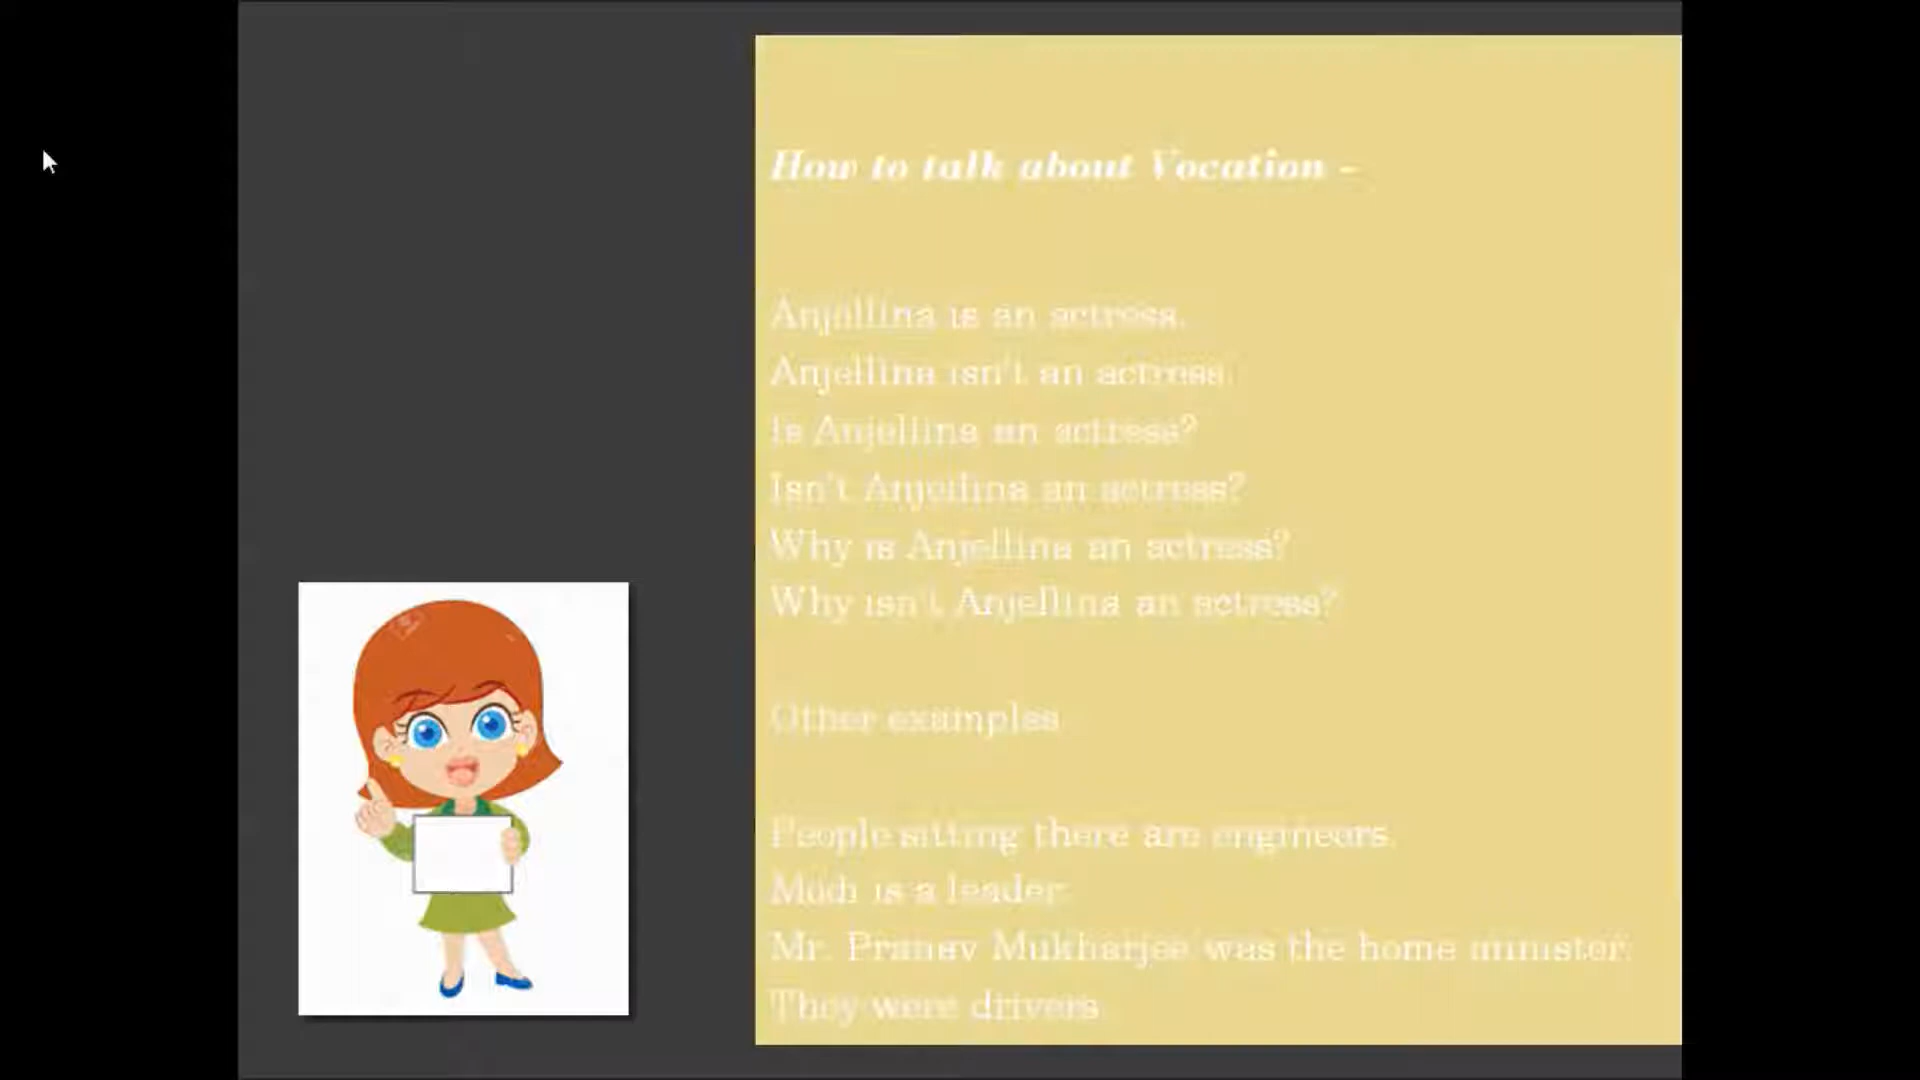 How to talk about Vocation -
Anjellina is an actress.
Anjellina isn't an actress.
Is Anjellina an actress?
Isn't Anjellina an actress?
Why is Anjellina an actress?
Why isn't Anjellina an actress?
Other examples
People sitting there are engineers.
Modi is a leader.
Mr. Pranav Mukharjee was the home minister.
They were drivers